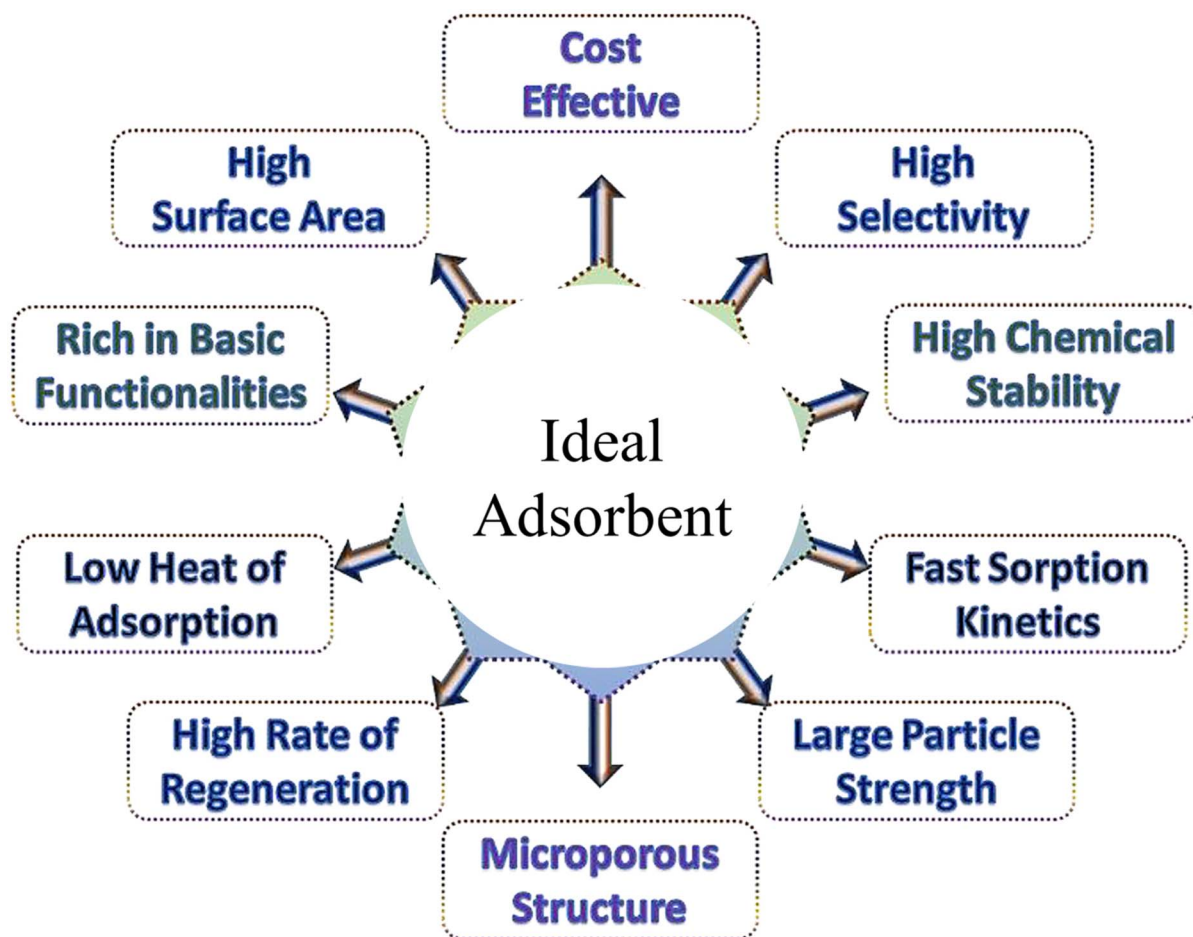 Cost
Effective
High
Surface Area
High
Selectivity
Rich in Basic
Functionalities
High Chemical
Stability
Ideal
Adsorbent
Low Heat of
Adsorption
Fast Sorption
Kinetics
High Rate of
Regeneration
Large Particle
Strength
Microporous
Structure